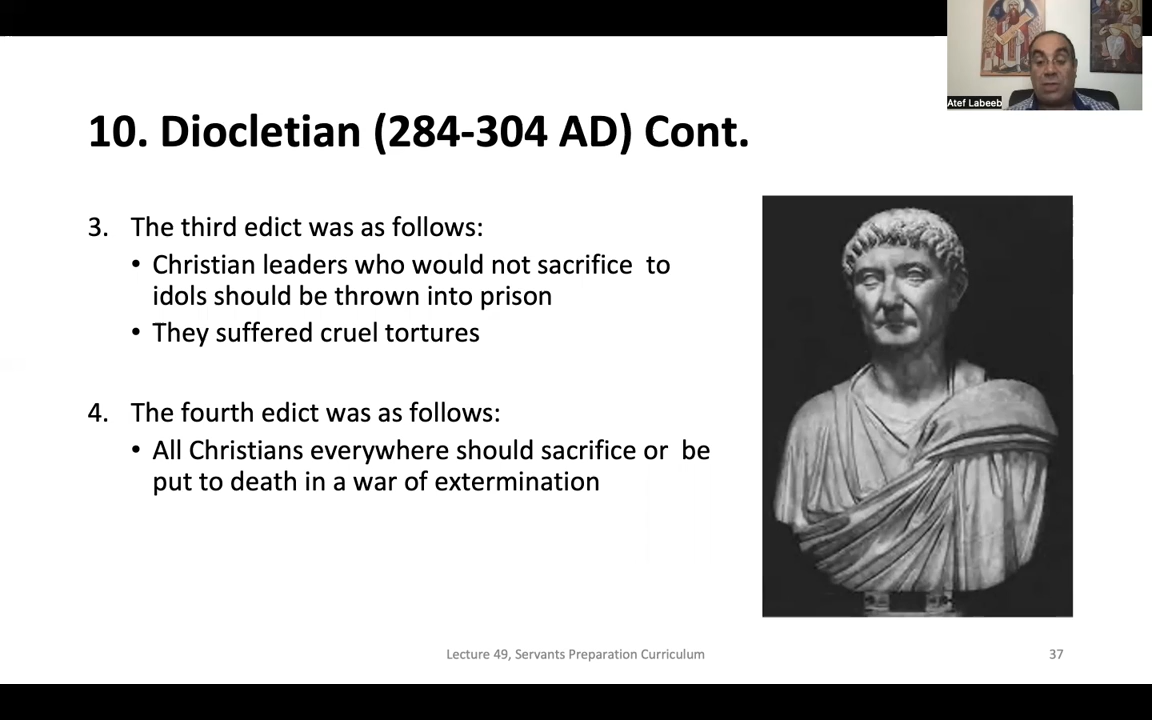 Atef Labeeb
10. Diocletian (284-304 AD) Cont.
3. The third edict was as follows:
• Christian leaders who would not sacrifice to
idols should be thrown into prison
• They suffered cruel tortures
4. The fourth edict was as follows:
• All Christians everywhere should sacrifice or be
put to death in a war of extermination
Lecture 49, Servants Preparation Curriculum
37